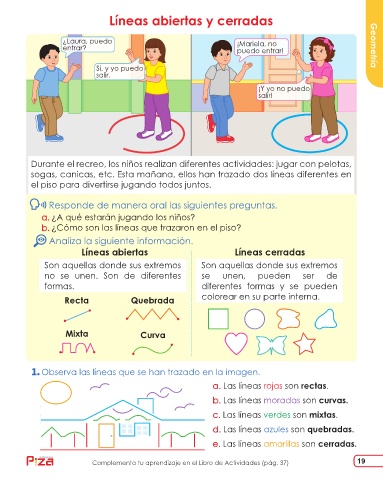 Líneas abiertas y cerradas
Geometría
¿Laura, puedo
entrar?
Si, y yo puedo
salir.
¡Mariela, no
puedo entrar!
¡Y yo no puedo
salir!
Durante el recreo, los niños realizan diferentes actividades: jugar con pelotas,
sogas, canicas, etc. Esta mañana, ellos han trazado dos líneas diferentes en
el piso para divertirse jugando todos juntos.
Responde de manera oral las siguientes preguntas.
a. ¿A qué estarán jugando los niños?
b. ¿Cómo son las líneas que trazaron en el piso?
Analiza la siguiente información.
Líneas abiertas
Son aquellas donde sus extremos
no se unen. Son de diferentes
formas.
Recta Quebrada
Mixta Curva
Líneas cerradas
Son aquellas donde sus extremos
se unen, pueden ser de
diferentes formas y se pueden
colorear en su parte interna.
1. Observa las líneas que se han trazado en la imagen.
a. Las líneas rojas son rectas.
b. Las líneas moradas son curvas.
c. Las líneas verdes son mixtas.
d. Las líneas azules son quebradas.
e. Las líneas amarillas son cerradas.
Complementa tu aprendizaje en el Libro de Actividades (pág. 37)
19